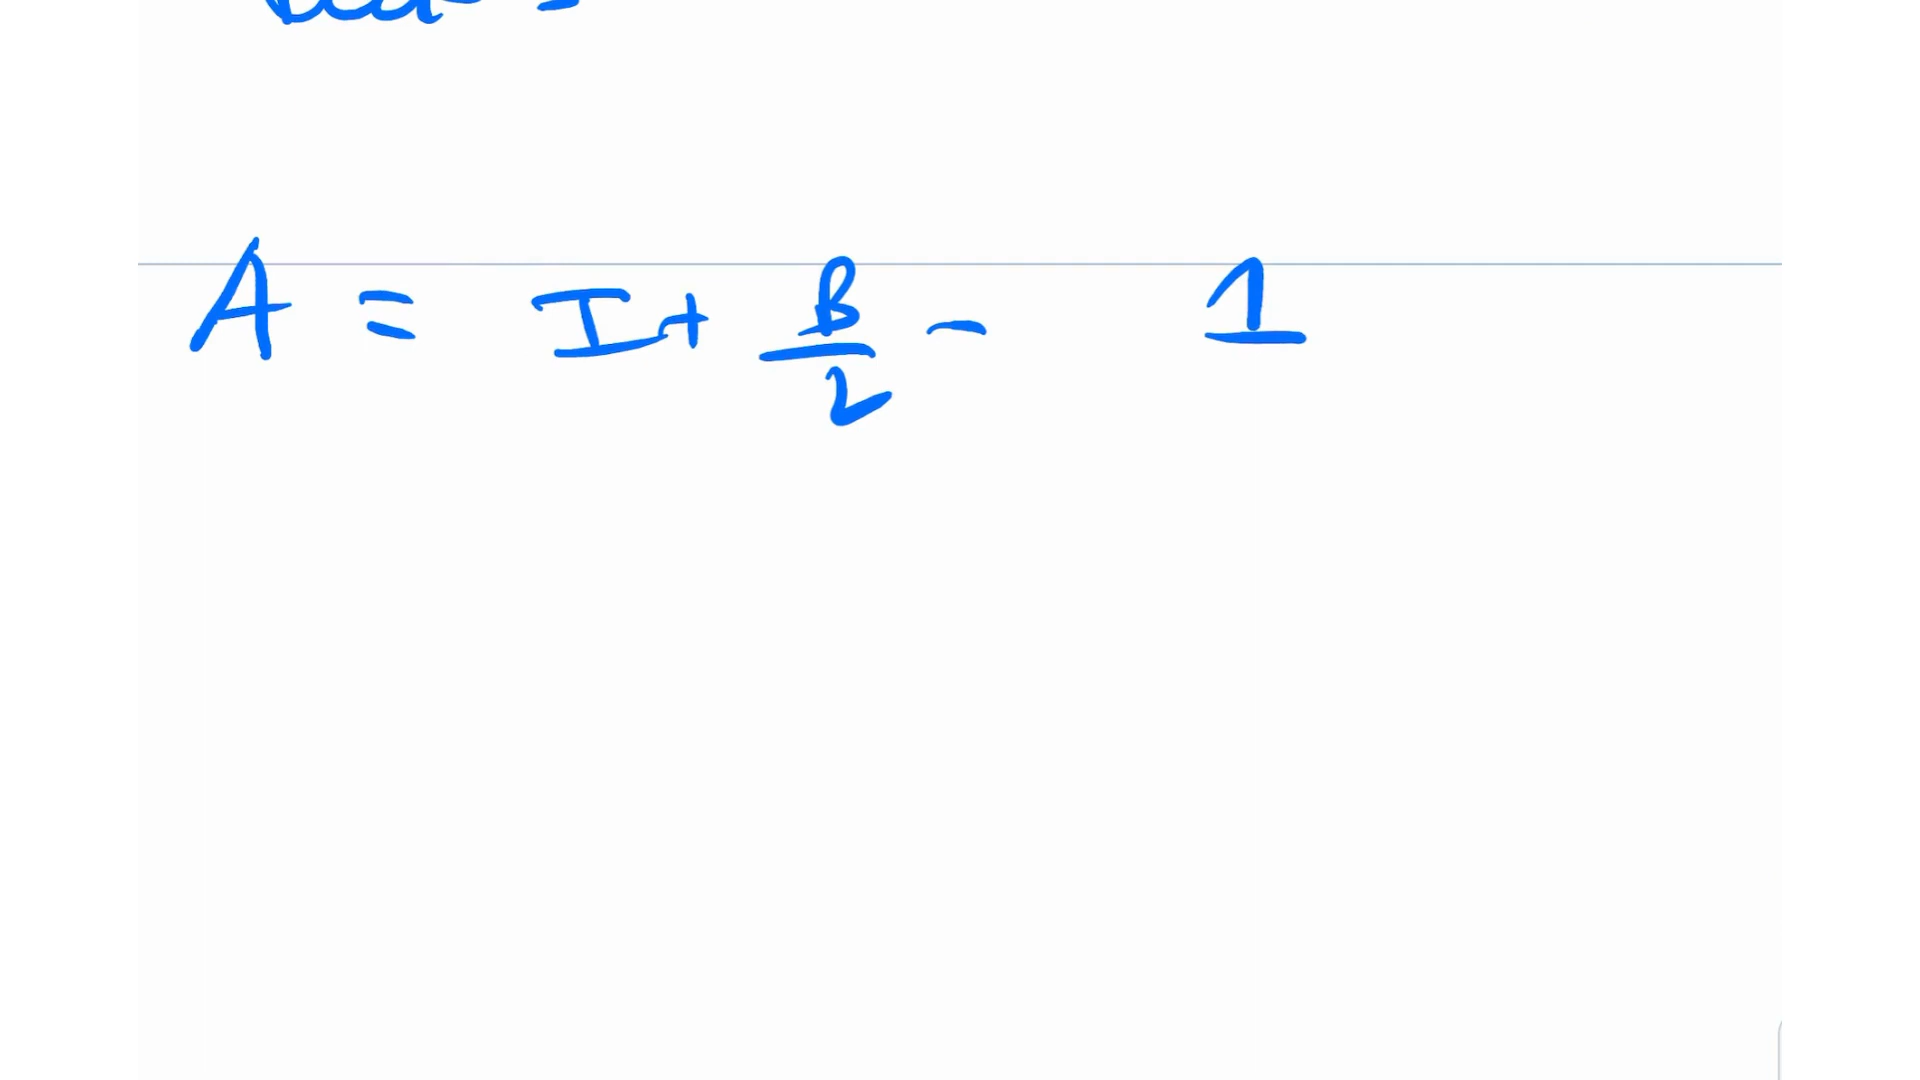 A = I + B/2 - 1